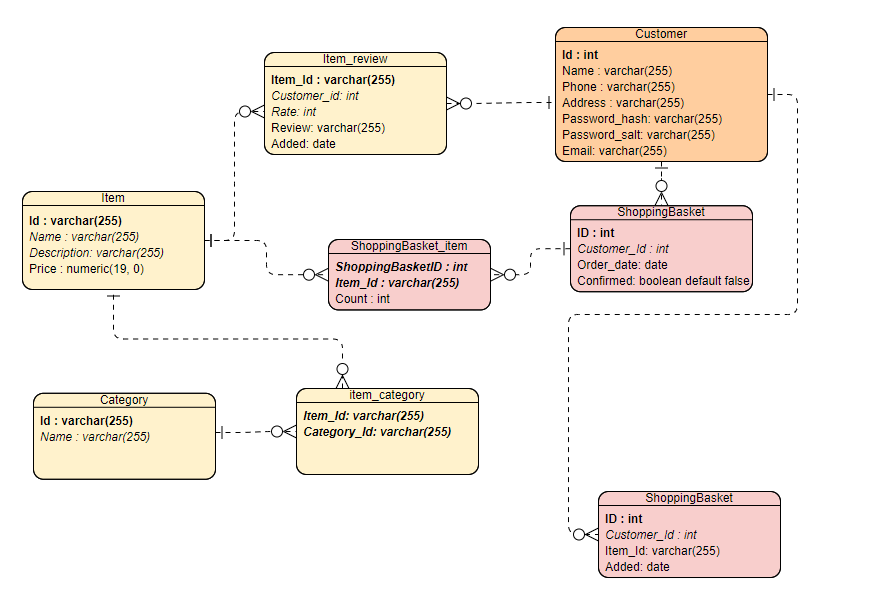 Item_review
Item_Id : varchar(255)
Customer_id: int
Rate: int
Review: varchar(255)
Added: date
Customer
Id : int
Name : varchar(255)
Phone : varchar(255)
Address : varchar(255)
Password_hash: varchar(255)
Password_salt: varchar(255)
Email: varchar(255)
Item
Id : varchar(255)
Name : varchar(255)
Description: varchar(255)
Price : numeric(19, 0)
ShoppingBasket_item
ShoppingBasketID : int
Item_Id : varchar(255)
Count : int
ShoppingBasket
ID : int
Customer_Id : int
Order_date: date
Confirmed: boolean default false
Category
Id : varchar(255)
Name : varchar(255)
item_category
Item_Id: varchar(255)
Category_Id: varchar(255)
ShoppingBasket
ID : int
Customer_Id : int
Item_Id: varchar(255)
Added: date